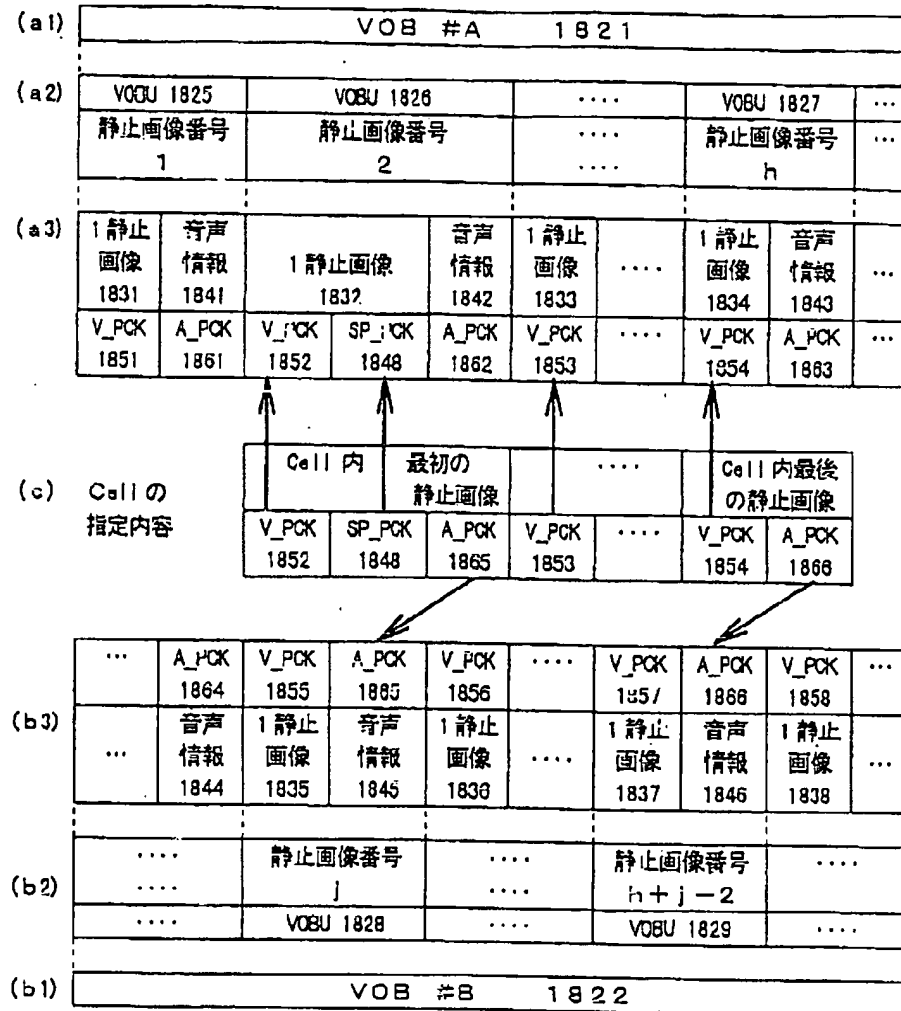 (a1) VOB #A 1821
(a2) VOBU 1825 VOBU 1826 ···· VOBU 1827 ···
静止画像番号 静止画像番号 ···· 静止画像番号 ···
1 2 ···· h
(a3) 1静止 音声 音声 1静止 1静止 音声
画像 情報 1静止画像 情報 画像 ···· 画像 情報 ···
1831 1841 1832 1842 1833 1834 1843
V_PCK A_PCK V_PCK SP_PCK A_PCK V_PCK ···· V_PCK A_PCK ···
1851 1861 1852 1848 1862 1853 1854 1863
Cell内 最初の ···· Cell内最後
(c) Cellの 静止画像 の静止画像
指定内容 V_PCK SP_PCK A_PCK V_PCK ···· V_PCK A_PCK
1852 1848 1865 1853 1854 1866
··· A_PCK V_PCK A_PCK V_PCK ···· V_PCK A_PCK V_PCK ···
1864 1855 1865 1856 1857 1866 1858
(b3) 音声 1静止 音声 1静止 1静止 音声 1静止
··· 情報 画像 情報 画像 ···· 画像 情報 画像 ···
1844 1835 1845 1836 1837 1846 1838
···· 静止画像番号 ···· 静止画像番号 ····
(b2) ···· j ···· h+j−2
···· VOBU 1828 ···· VOBU 1829 ····
(b1) VOB #B 1822